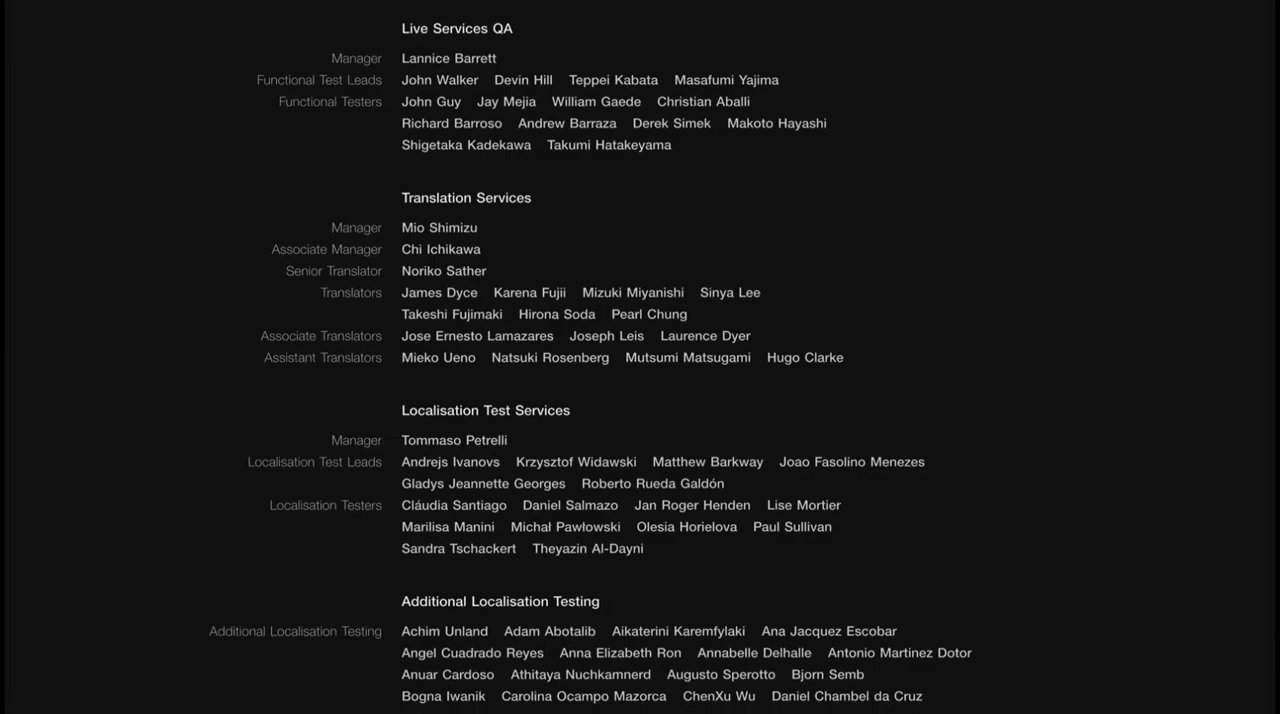 Live Services QA
Manager Lannice Barrett
Functional Test Leads John Walker Devin Hill Teppei Kabata Masafumi Yajima
Functional Testers John Guy Jay Mejia William Gaede Christian Aballi
Richard Barroso Andrew Barraza Derek Simek Makoto Hayashi
Shigetaka Kadekawa Takumi Hatakeyama
Translation Services
Manager Mio Shimizu
Associate Manager Chi Ichikawa
Senior Translator Noriko Sather
Translators James Dyce Karena Fujii Mizuki Miyanishi Sinya Lee
Takeshi Fujimaki Hirona Soda Pearl Chung
Associate Translators Jose Ernesto Lamazares Joseph Leis Laurence Dyer
Assistant Translators Mieko Ueno Natsuki Rosenberg Mutsumi Matsugami Hugo Clarke
Localisation Test Services
Manager Tommaso Petrelli
Localisation Test Leads Andrejs Ivanovs Krzysztof Widawski Matthew Barkway Joao Fasolino Menezes
Gladys Jeannette Georges Roberto Rueda Galdón
Localisation Testers Cláudia Santiago Daniel Salmazo Jan Roger Henden Lise Mortier
Marilisa Manini Michał Pawłowski Olesia Horielova Paul Sullivan
Sandra Tschackert Theyazin Al-Dayni
Additional Localisation Testing
Additional Localisation Testing Achim Unland Adam Abotalib Aikaterini Karemfylaki Ana Jacquez Escobar
Angel Cuadrado Reyes Anna Elizabeth Ron Annabelle Delhalle Antonio Martinez Dotor
Anuar Cardoso Athitaya Nuchkamnerd Augusto Sperotto Bjorn Semb
Bogna Iwanik Carolina Ocampo Mazorca ChenXu Wu Daniel Chambel da Cruz